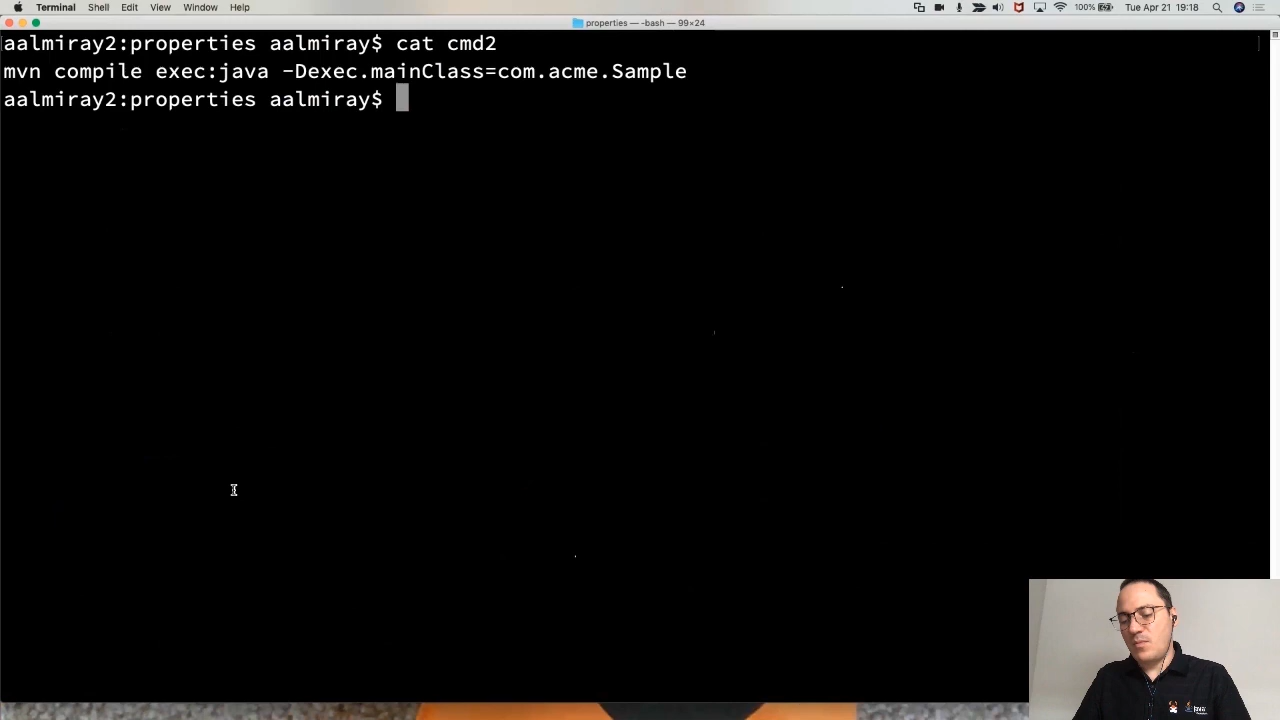 Terminal Shell Edit View Window Help 100% Tue Apr 21 19:18
properties — -bash — 99×24
aalmiray2:properties aalmiray$ cat cmd2
mvn compile exec:java -Dexec.mainClass=com.acme.Sample
aalmiray2:properties aalmiray$
Java